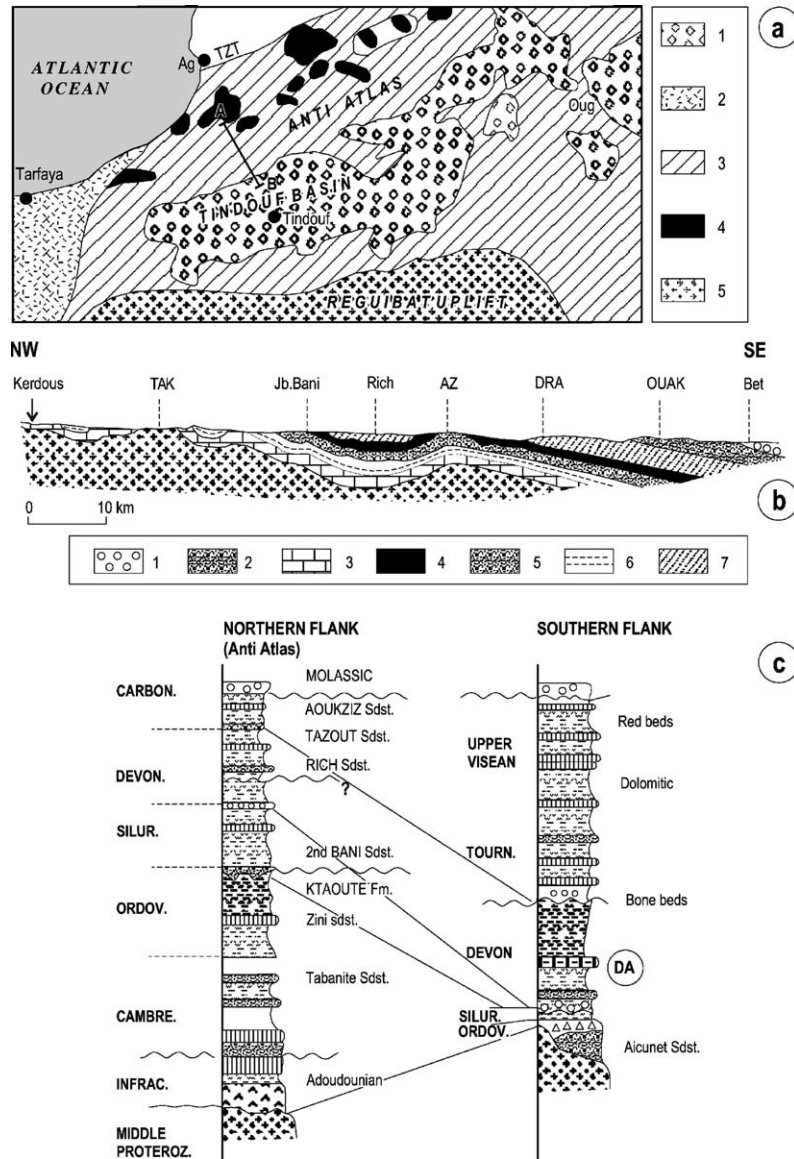 ATLANTIC
OCEAN
Ag
TZT
A
ANTI ATLAS
Oug
Tarfaya
B
TINDOUF BASIN
Tindouf
REGUIBAT UPLIFT
1
2
3
4
5
a
NW
SE
Kerdous
TAK
Jb.Bani
Rich
AZ
DRA
OUAK
Bet
0 10 km
b
1 2 3 4 5 6 7
c
NORTHERN FLANK
(Anti Atlas)
CARBON.
DEVON.
SILUR.
ORDOV.
CAMBRE.
INFRAC.
MIDDLE
PROTEROZ.
MOLASSIC
AOUKZIZ Sdst.
TAZOUT Sdst.
RICH Sdst.
?
2nd BANI Sdst.
KTAOUTE Fm.
Zini sdst.
Tabanite Sdst.
Adoudounian
SOUTHERN FLANK
UPPER
VISEAN
TOURN.
DEVON
SILUR.
ORDOV.
Red beds
Dolomitic
Bone beds
DA
Aicunet Sdst.